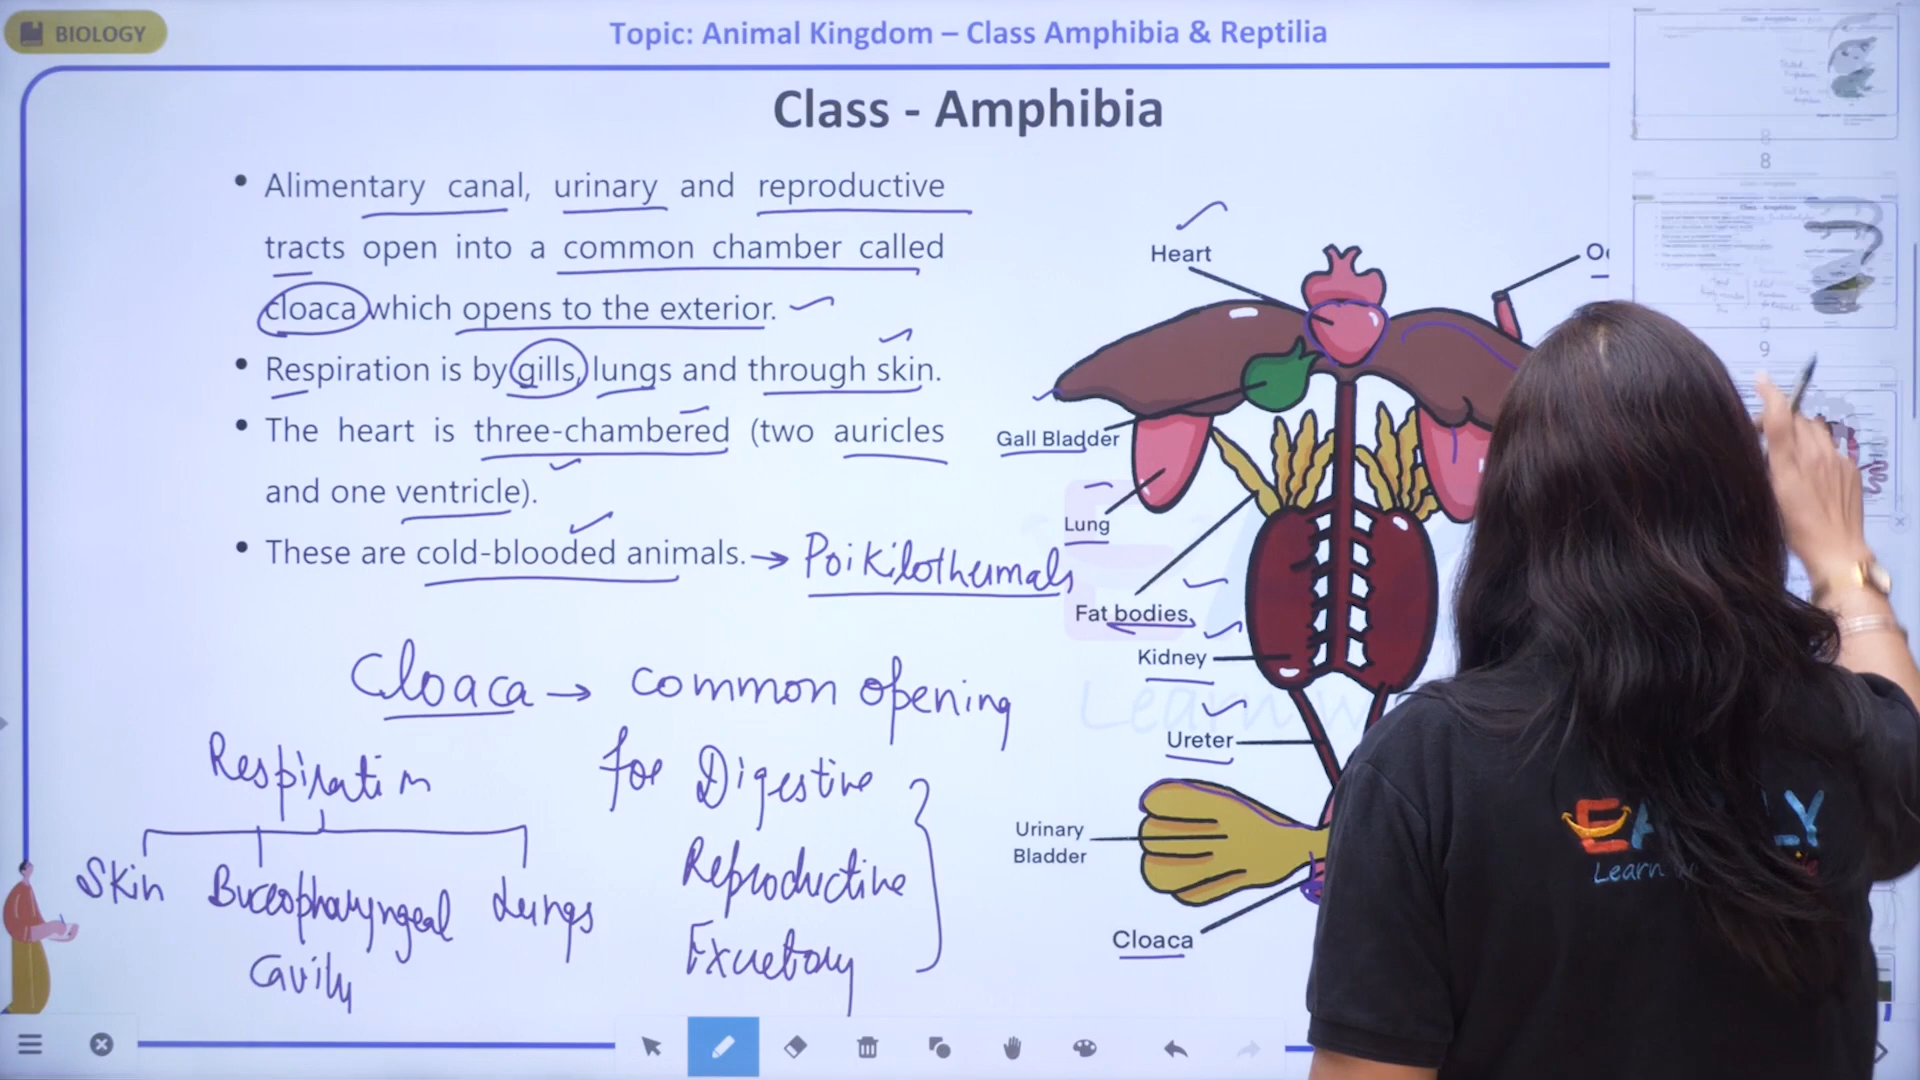 BIOLOGY
Topic: Animal Kingdom – Class Amphibia & Reptilia
Class - Amphibia
• Alimentary canal, urinary and reproductive
tracts open into a common chamber called
cloaca which opens to the exterior.
• Respiration is by gills, lungs and through skin.
• The heart is three-chambered (two auricles
and one ventricle).
• These are cold-blooded animals. → Poikilothermals
Cloaca → common opening
for Digestive
Reproductive
Excretory
Respiration
Skin Buccopharyngeal Lungs
Cavity
Heart
Gall Bladder
Lung
Fat bodies
Kidney
Ureter
Urinary
Bladder
Cloaca
8
9
Learn